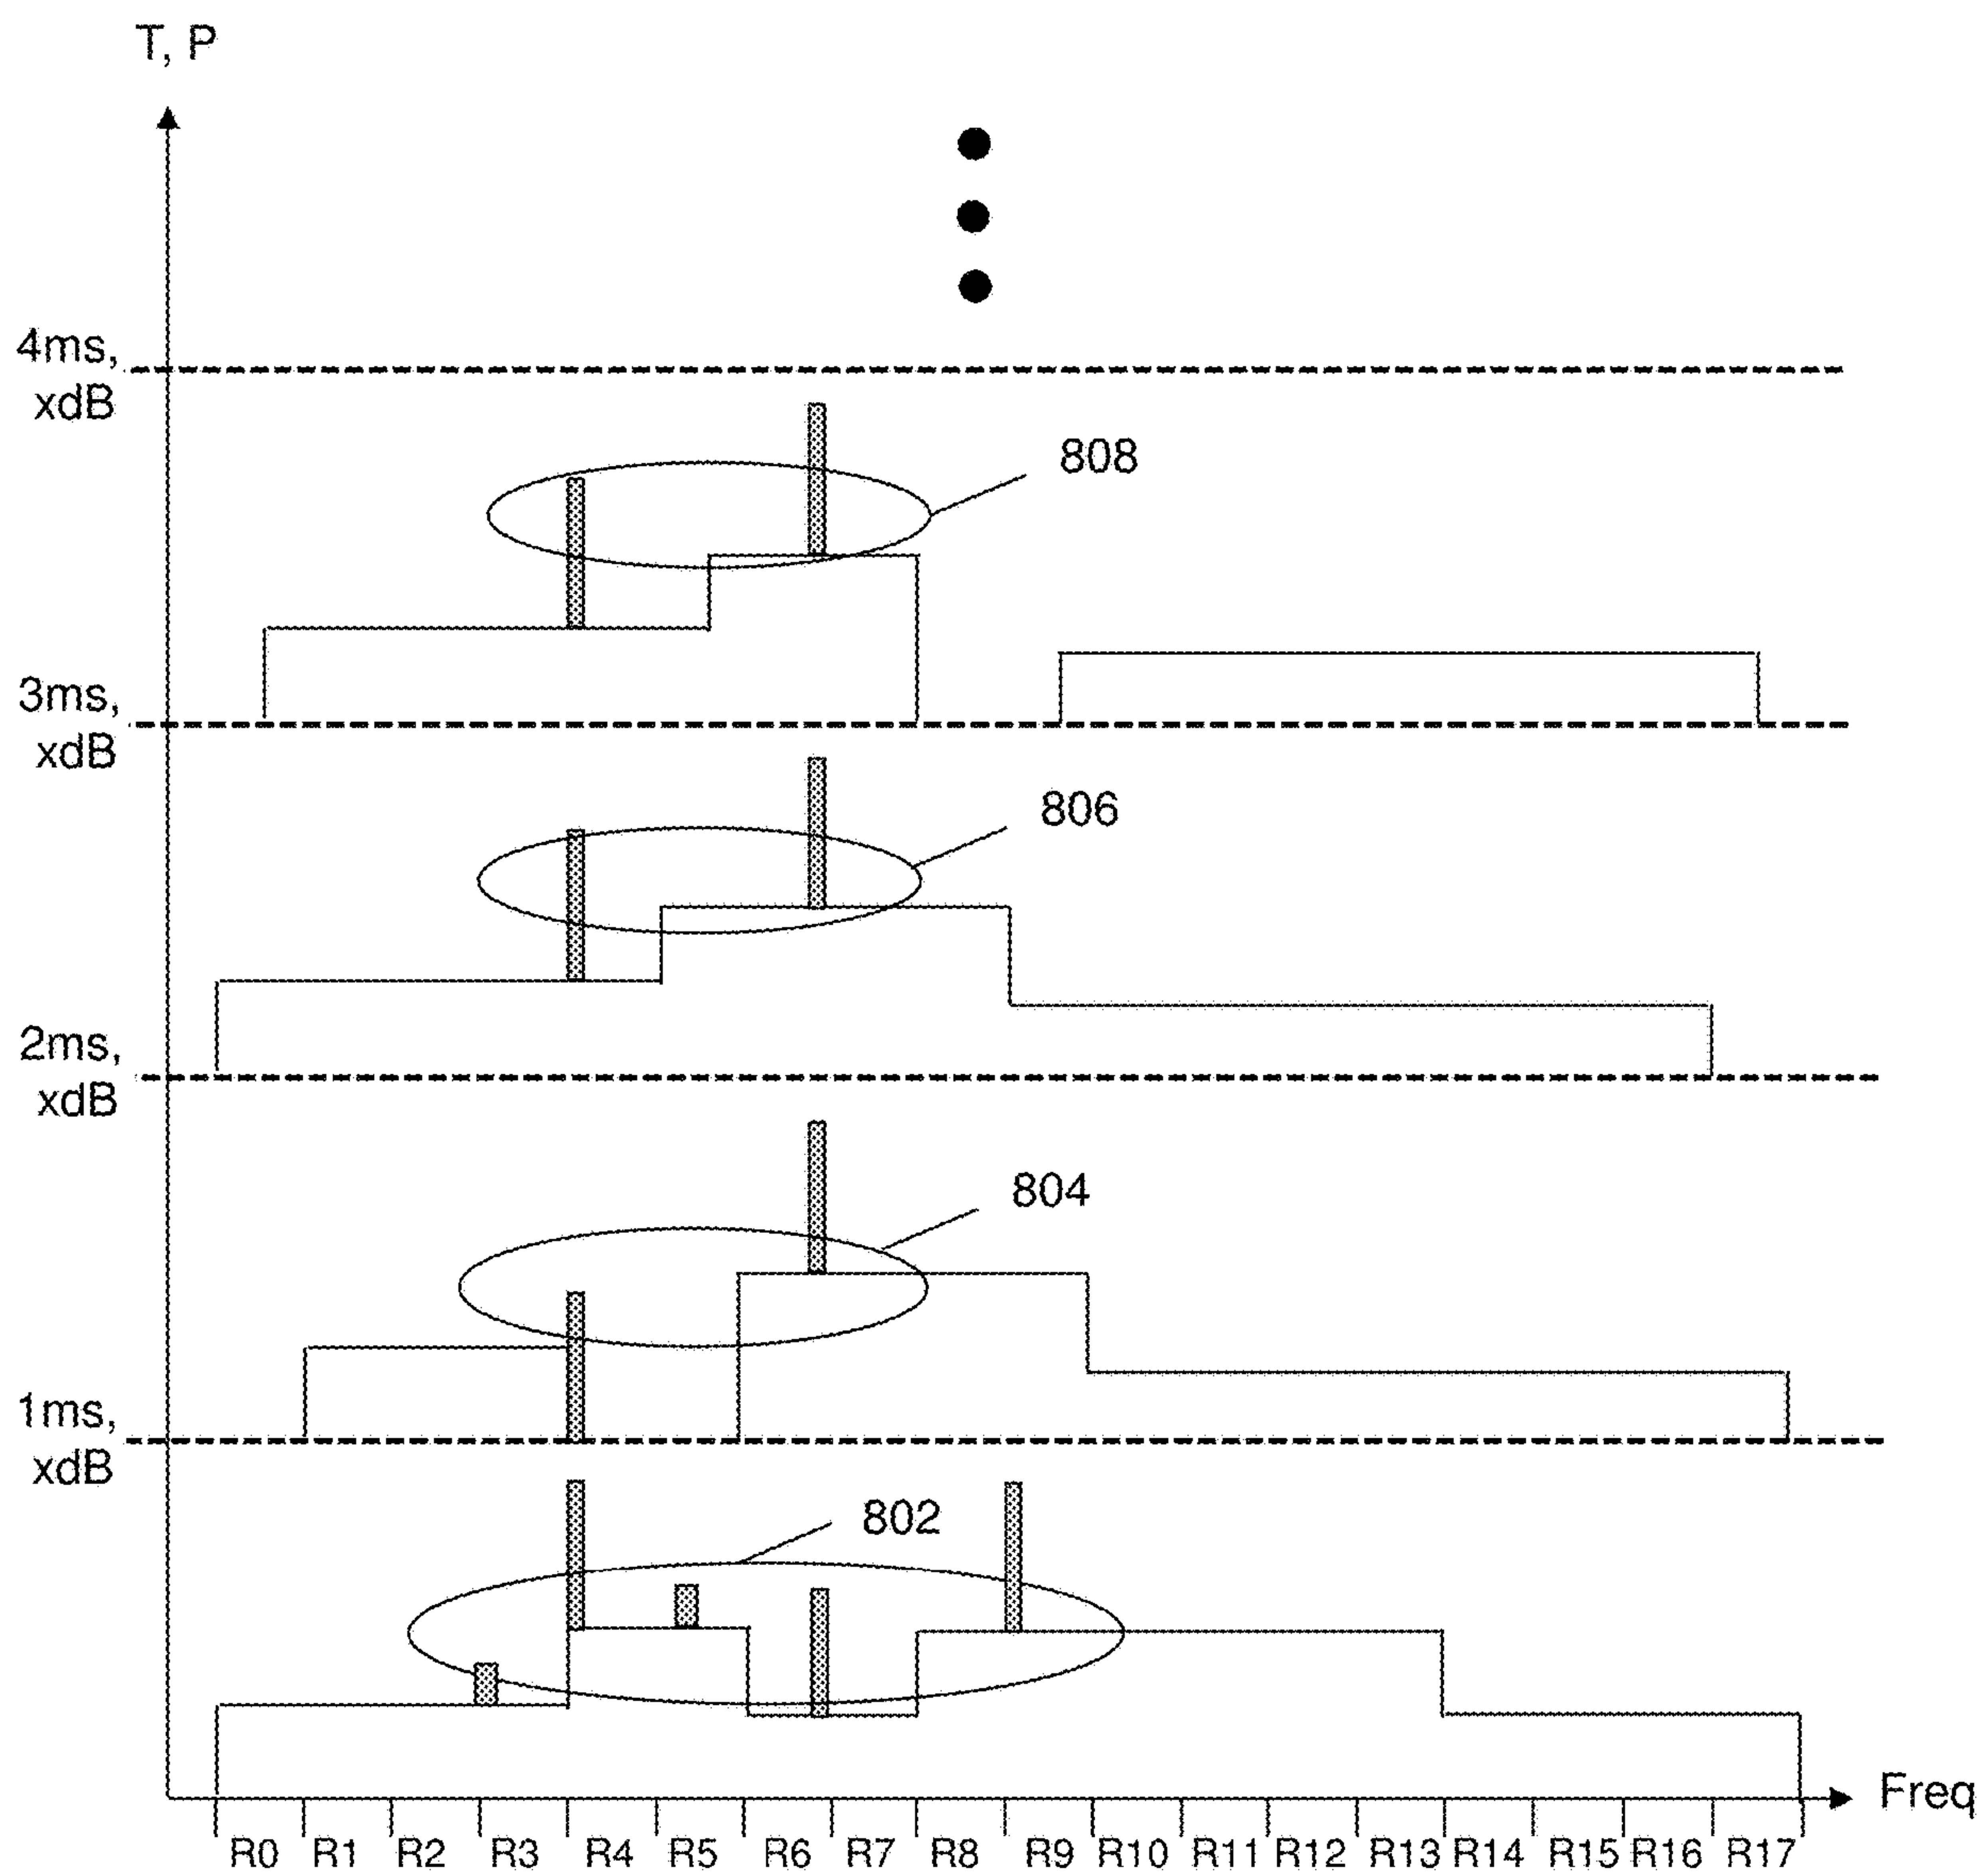 T, P
4ms,
xdB
808
3ms,
xdB
806
2ms,
xdB
804
1ms,
xdB
802
Freq
R0 R1 R2 R3 R4 R5 R6 R7 R8 R9 R10 R11 R12 R13 R14 R15 R16 R17